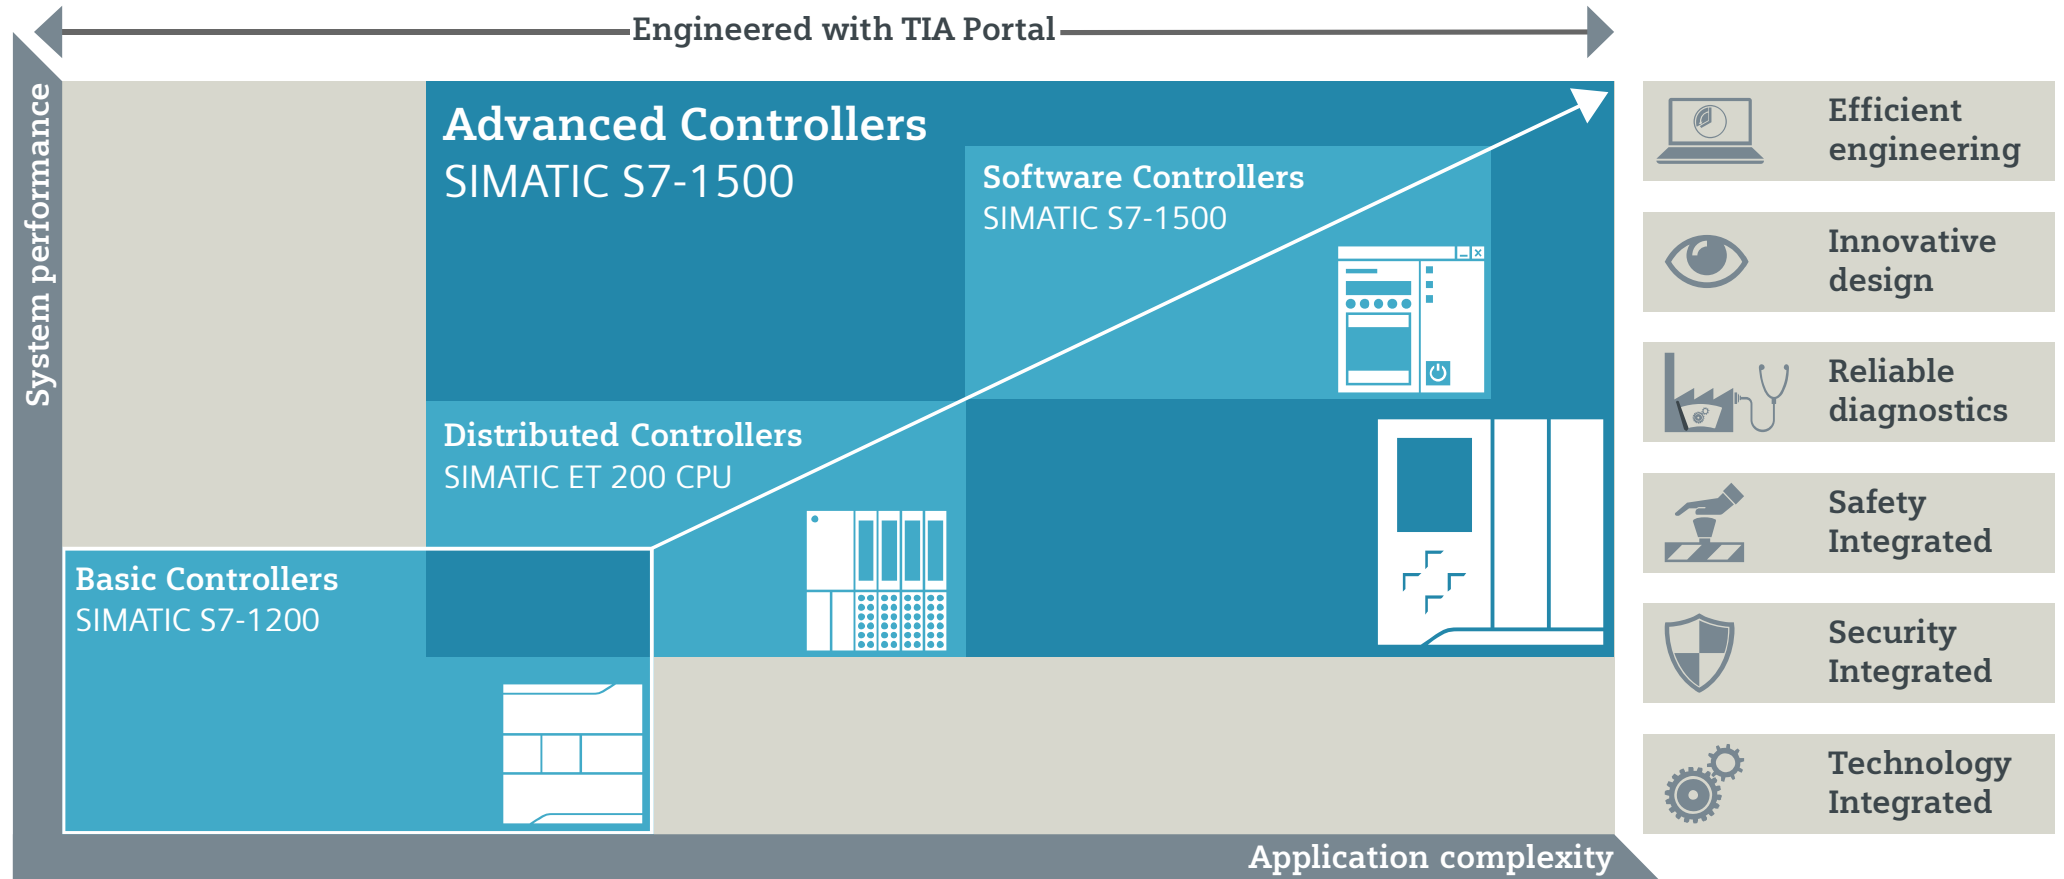 Engineered with TIA Portal
System performance
Advanced Controllers
SIMATIC S7-1500
Software Controllers
SIMATIC S7-1500
Distributed Controllers
SIMATIC ET 200 CPU
Basic Controllers
SIMATIC S7-1200
Application complexity
Efficient
engineering
Innovative
design
Reliable
diagnostics
Safety
Integrated
Security
Integrated
Technology
Integrated